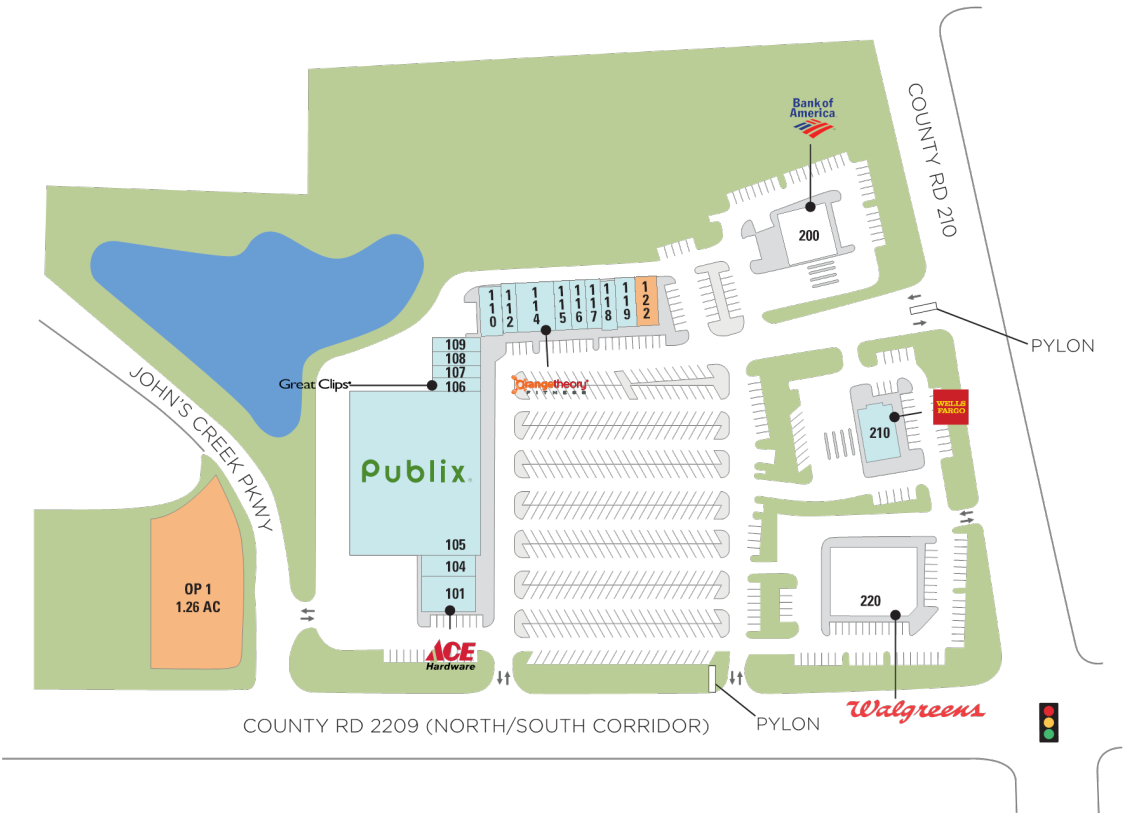 COUNTY RD 210
Bank of
America
200
110
112
114
115
116
117
118
119
122
PYLON
109
108
107
106
Great Clips
orangetheory
FITNESS
WELLS
FARGO
210
JOHN'S CREEK PKWY
Publix
105
104
101
OP 1
1.26 AC
220
ACE
Hardware
Walgreens
COUNTY RD 2209 (NORTH/SOUTH CORRIDOR)
PYLON